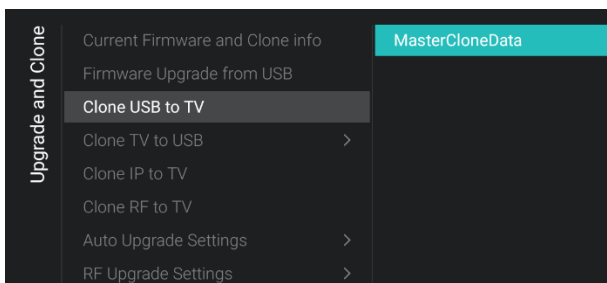 Upgrade and Clone
Current Firmware and Clone info
Firmware Upgrade from USB
Clone USB to TV
Clone TV to USB
Clone IP to TV
Clone RF to TV
Auto Upgrade Settings
RF Upgrade Settings
MasterCloneData